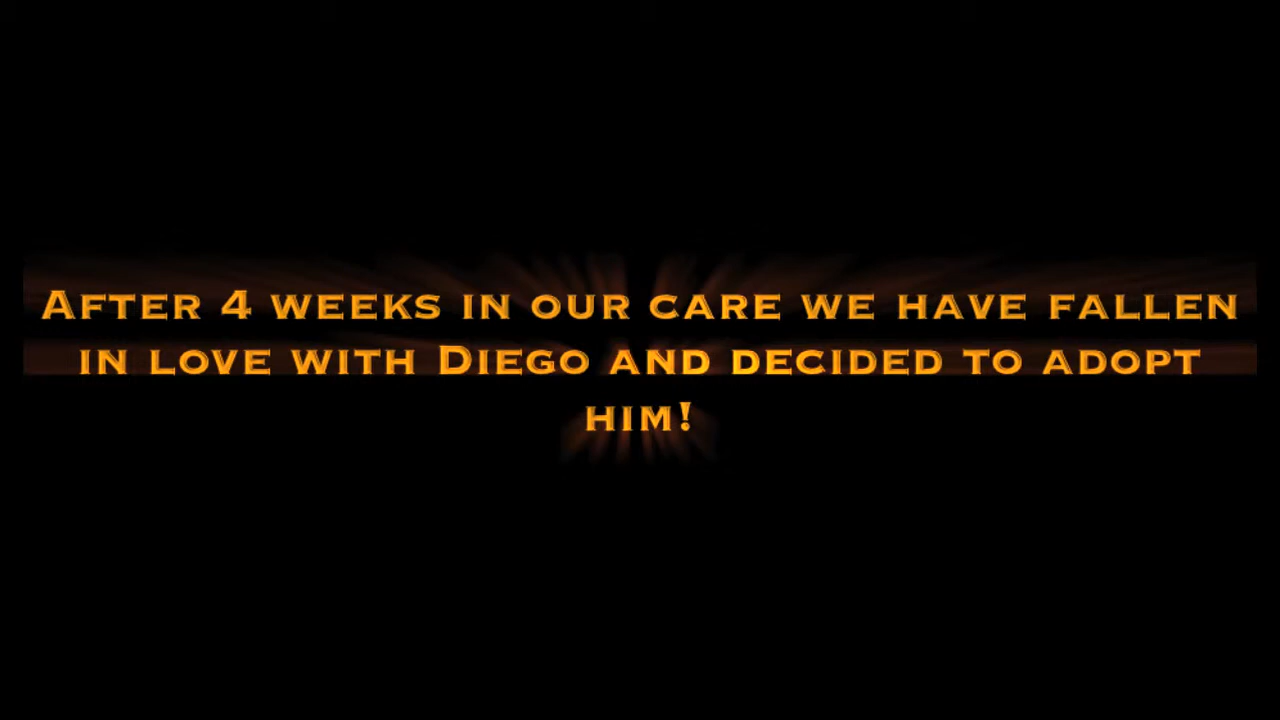 After 4 weeks in our care we have fallen
in love with Diego and decided to adopt
him!